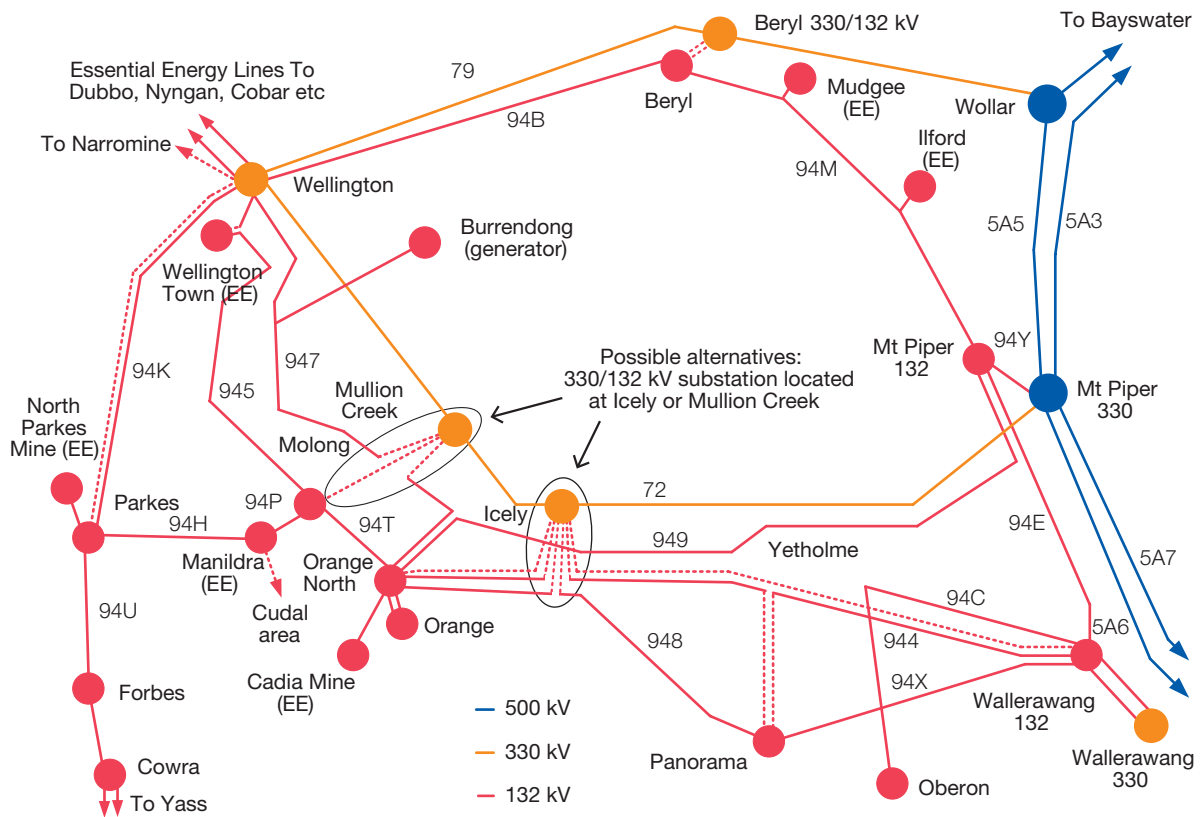 Beryl 330/132 kV
To Bayswater
Essential Energy Lines To
Dubbo, Nyngan, Cobar etc
79
Beryl
Mudgee
(EE)
Wollar
94B
To Narromine
Ilford
(EE)
94M
Wellington
Burrendong
(generator)
5A5
5A3
Wellington
Town (EE)
94K
945
947
Possible alternatives:
330/132 kV substation located
at Icely or Mullion Creek
Mt Piper
132
94Y
Mt Piper
330
Mullion
Creek
North
Parkes
Mine (EE)
Molong
Parkes
94P
72
Icely
94H
94T
94E
949
Yetholme
Manildra
(EE)
Orange
North
5A7
Cudal
area
94U
Orange
94C
5A6
948
944
Cadia Mine
(EE)
94X
Forbes
500 kV
Wallerawang
132
330 kV
Panorama
Wallerawang
330
Cowra
Oberon
132 kV
To Yass